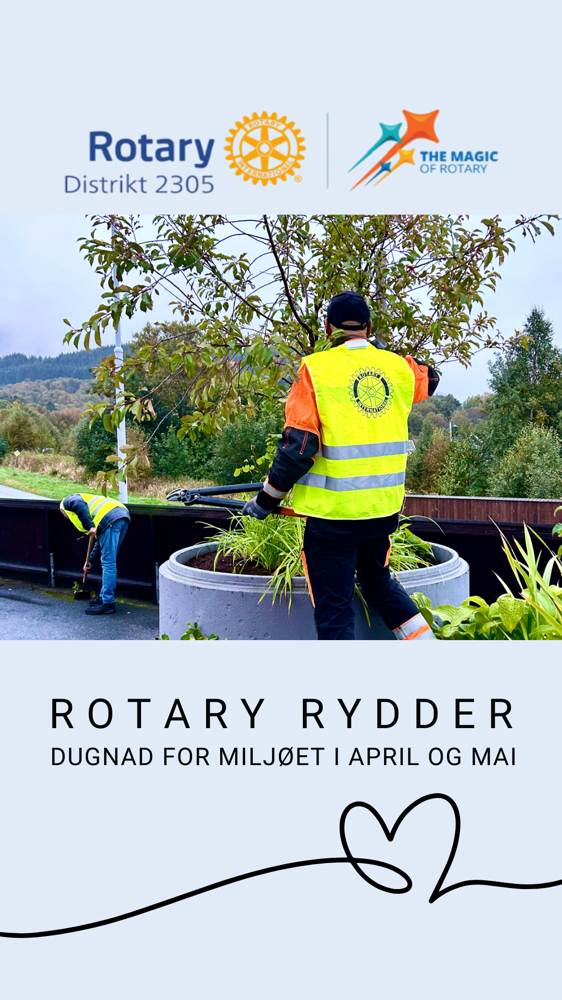 Rotary
Distrikt 2305
ROTARY
INTERNATIONAL
®
THE MAGIC
OF ROTARY
ROTARY
INTERNATIONAL
ROTARY RYDDER
DUGNAD FOR MILJØET I APRIL OG MAI